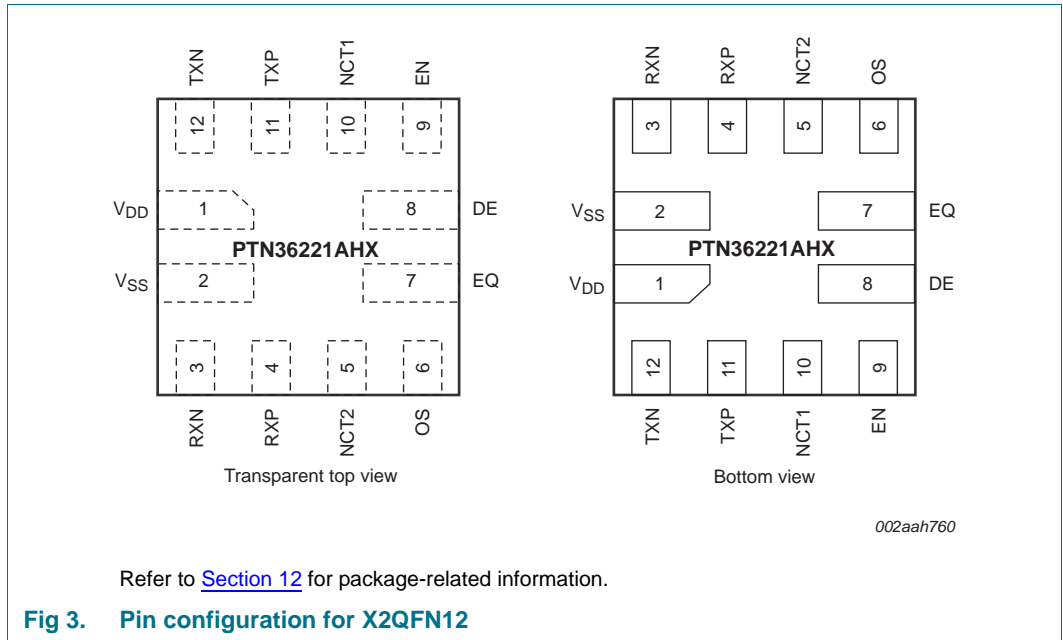 TXN TXP NCT1 EN
12 11 10 9
VDD 1 8 DE
PTN36221AHX
VSS 2 7 EQ
3 4 5 6
RXN RXP NCT2 OS
Transparent top view
RXN RXP NCT2 OS
3 4 5 6
VSS 2 7 EQ
PTN36221AHX
VDD 1 8 DE
12 11 10 9
TXN TXP NCT1 EN
Bottom view
002aah760
Refer to Section 12 for package-related information.
Fig 3. Pin configuration for X2QFN12